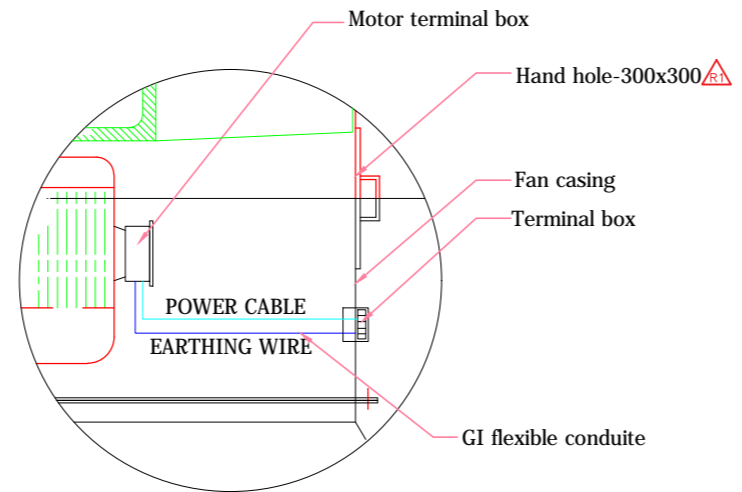 Motor terminal box
Hand hole-300x300 R1
Fan casing
Terminal box
POWER CABLE
EARTHING WIRE
GI flexible conduite